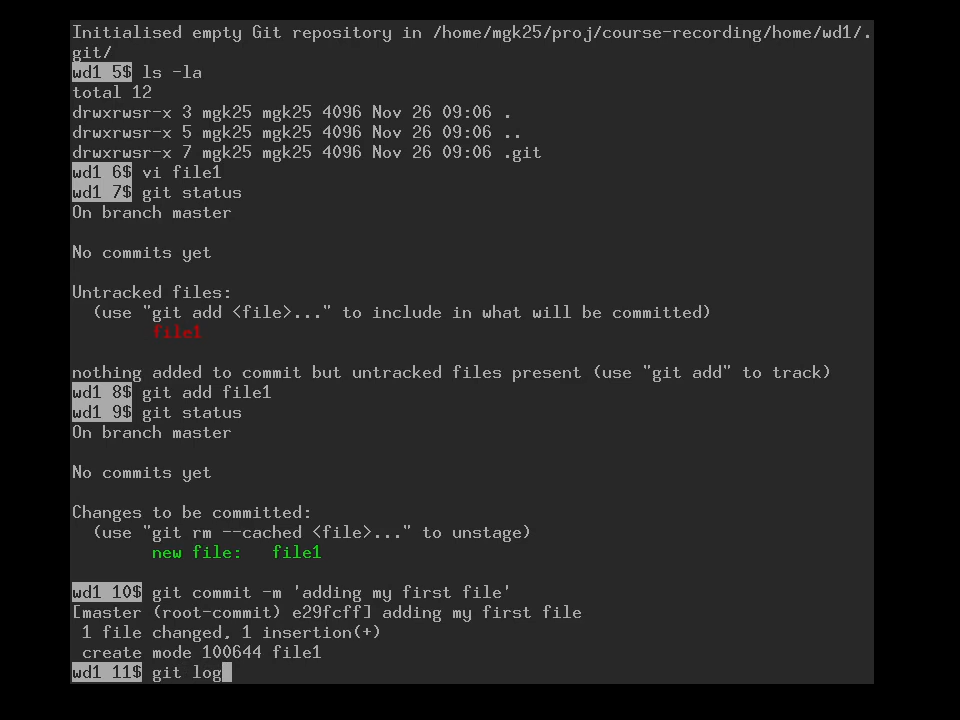 Initialised empty Git repository in /home/mgk25/proj/course-recording/home/wd1/.
git/
wd1 5$ ls -la
total 12
drwxrwsr-x 3 mgk25 mgk25 4096 Nov 26 09:06 .
drwxrwsr-x 5 mgk25 mgk25 4096 Nov 26 09:06 ..
drwxrwsr-x 7 mgk25 mgk25 4096 Nov 26 09:06 .git
wd1 6$ vi file1
wd1 7$ git status
On branch master
No commits yet
Untracked files:
  (use "git add <file>..." to include in what will be committed)
        file1
nothing added to commit but untracked files present (use "git add" to track)
wd1 8$ git add file1
wd1 9$ git status
On branch master
No commits yet
Changes to be committed:
  (use "git rm --cached <file>..." to unstage)
        new file:   file1
wd1 10$ git commit -m 'adding my first file'
[master (root-commit) e29fcff] adding my first file
 1 file changed, 1 insertion(+)
 create mode 100644 file1
wd1 11$ git log